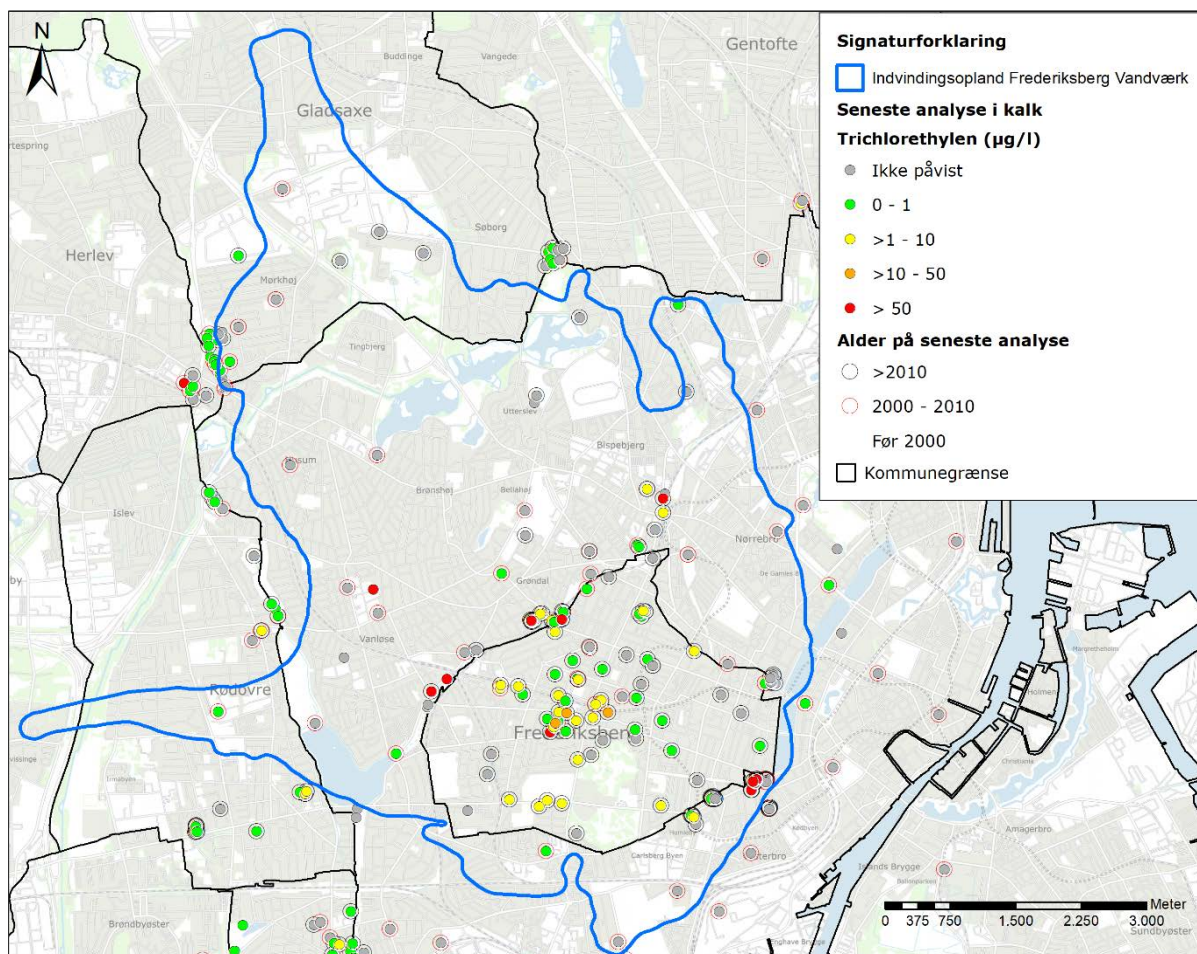 N
Gentofte
Buddinge
Vangede
Gladsaxe
Herlev
Søborg
Mørkhøj
Tingbjerg
Utterslev
Bispebjerg
Brønshøj
Bellahøj
Islev
Nørrebro
Grøndal
Vanløse
Rødovre
Holmen
Christiania
Amagerbro
Carlsberg Byen
Islands Brygge
Brøndbyøster
Enghave Brygge
Sundbyøster
Signaturforklaring
Indvindingsopland Frederiksberg Vandværk
Seneste analyse i kalk
Trichlorethylen (µg/l)
Ikke påvist
0 - 1
>1 - 10
>10 - 50
> 50
Alder på seneste analyse
>2010
2000 - 2010
Før 2000
Kommunegrænse
Meter
0 375 750 1.500 2.250 3.000